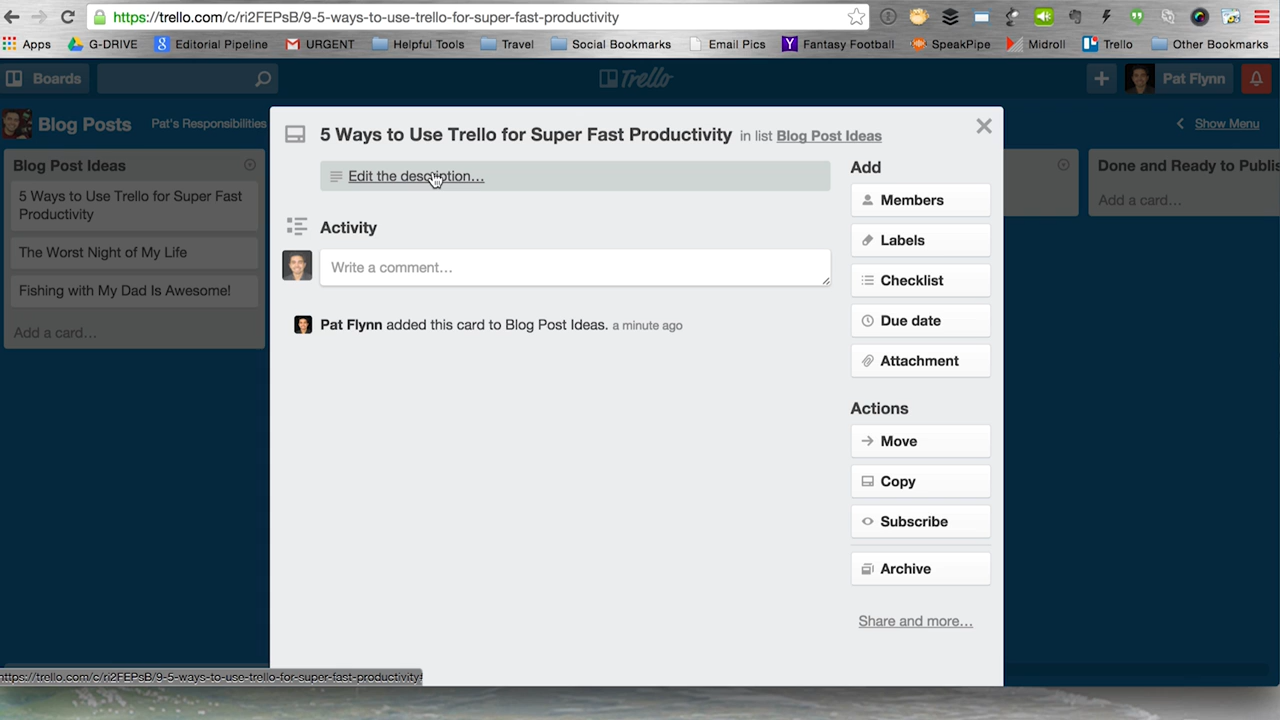 https://trello.com/c/ri2FEPsB/9-5-ways-to-use-trello-for-super-fast-productivity
Apps G-DRIVE Editorial Pipeline URGENT Helpful Tools Travel Social Bookmarks Email Pics Fantasy Football SpeakPipe Midroll Trello Other Bookmarks
Boards Trello Pat Flynn
Blog Posts Pat's Responsibilities Show Menu
Blog Post Ideas
5 Ways to Use Trello for Super Fast
Productivity
The Worst Night of My Life
Fishing with My Dad Is Awesome!
Add a card…
5 Ways to Use Trello for Super Fast Productivity in list Blog Post Ideas
Edit the description…
Activity
Write a comment…
Pat Flynn added this card to Blog Post Ideas. a minute ago
Add
Members
Labels
Checklist
Due date
Attachment
Actions
Move
Copy
Subscribe
Archive
Share and more…
Done and Ready to Publis
Add a card…
https://trello.com/c/ri2FEPsB/9-5-ways-to-use-trello-for-super-fast-productivity#